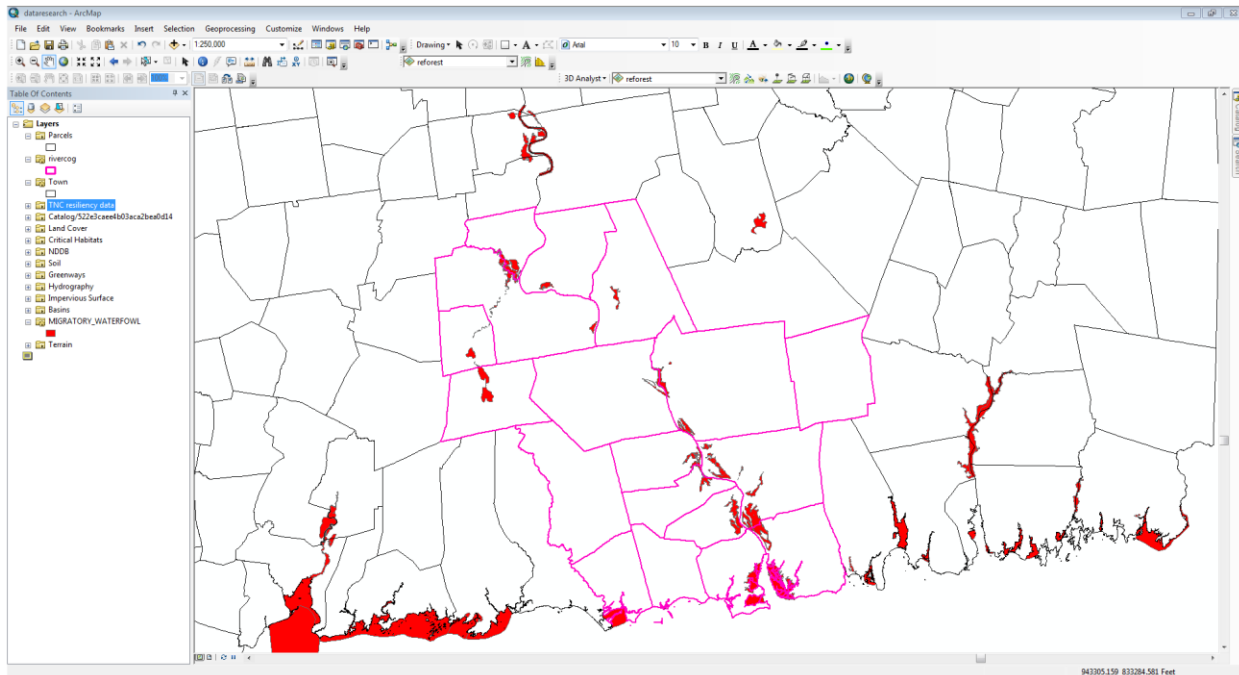 dataresearch - ArcMap
File Edit View Bookmarks Insert Selection Geoprocessing Customize Windows Help
1:250,000 Drawing Arial 10 B I U A
reforest
3D Analyst reforest
Table Of Contents
Layers
Parcels
rivercog
Town
TNC resiliency data
Catalog/522e3caee4b03aca2bea0d14
Land Cover
Critical Habitats
NDDB
Soil
Greenways
Hydrography
Impervious Surface
Basins
MIGRATORY_WATERFOWL
Terrain
Catalog
943305.159 833284.581 Feet